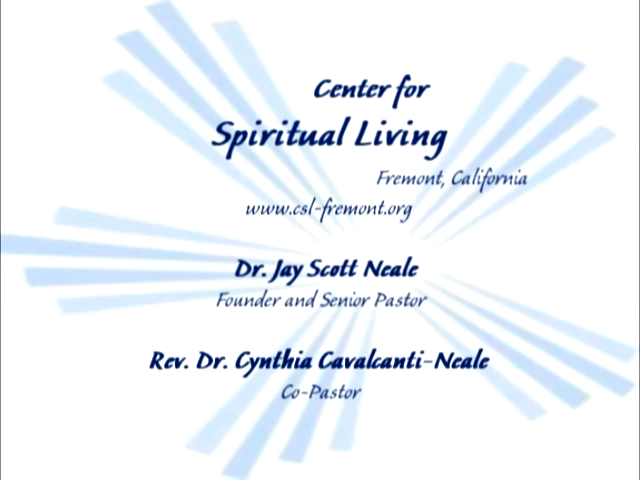 Center for
Spiritual Living
Fremont, California
www.csl-fremont.org
Dr. Jay Scott Neale
Founder and Senior Pastor
Rev. Dr. Cynthia Cavalcanti-Neale
Co-Pastor